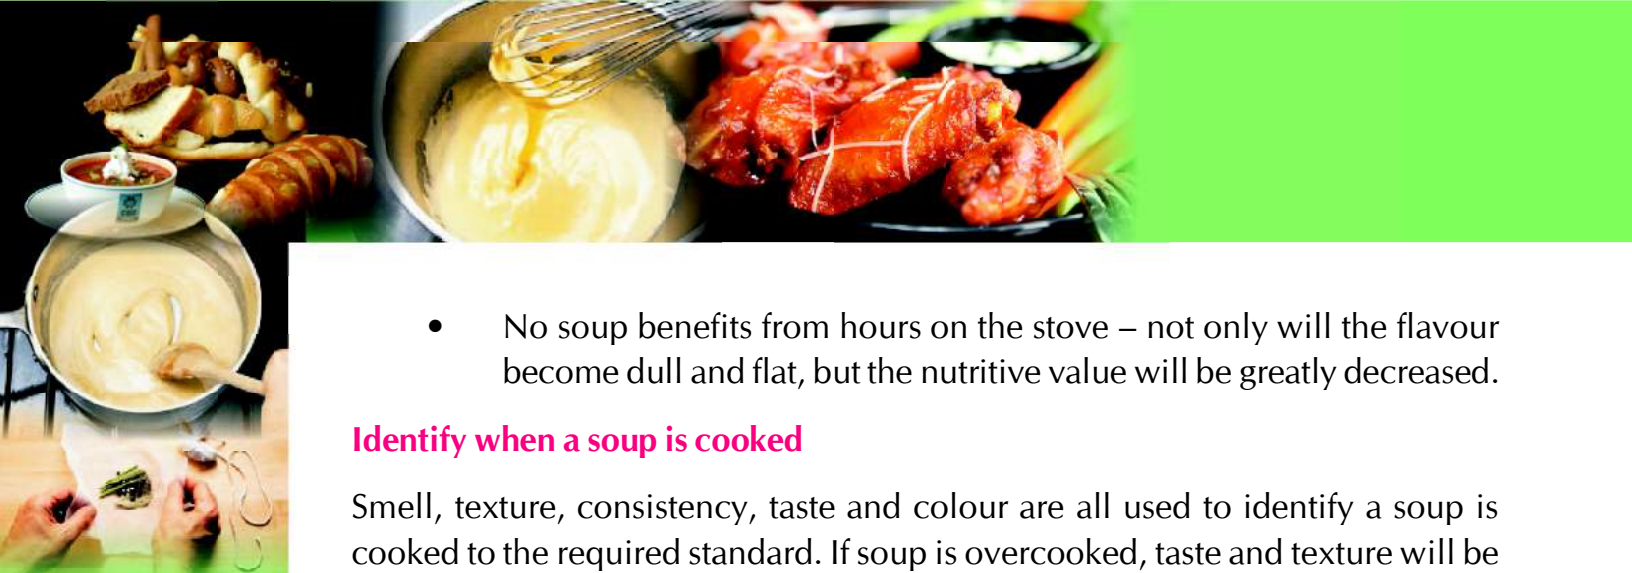 • No soup benefits from hours on the stove – not only will the flavour
become dull and flat, but the nutritive value will be greatly decreased.
Identify when a soup is cooked
Smell, texture, consistency, taste and colour are all used to identify a soup is
cooked to the required standard. If soup is overcooked, taste and texture will be